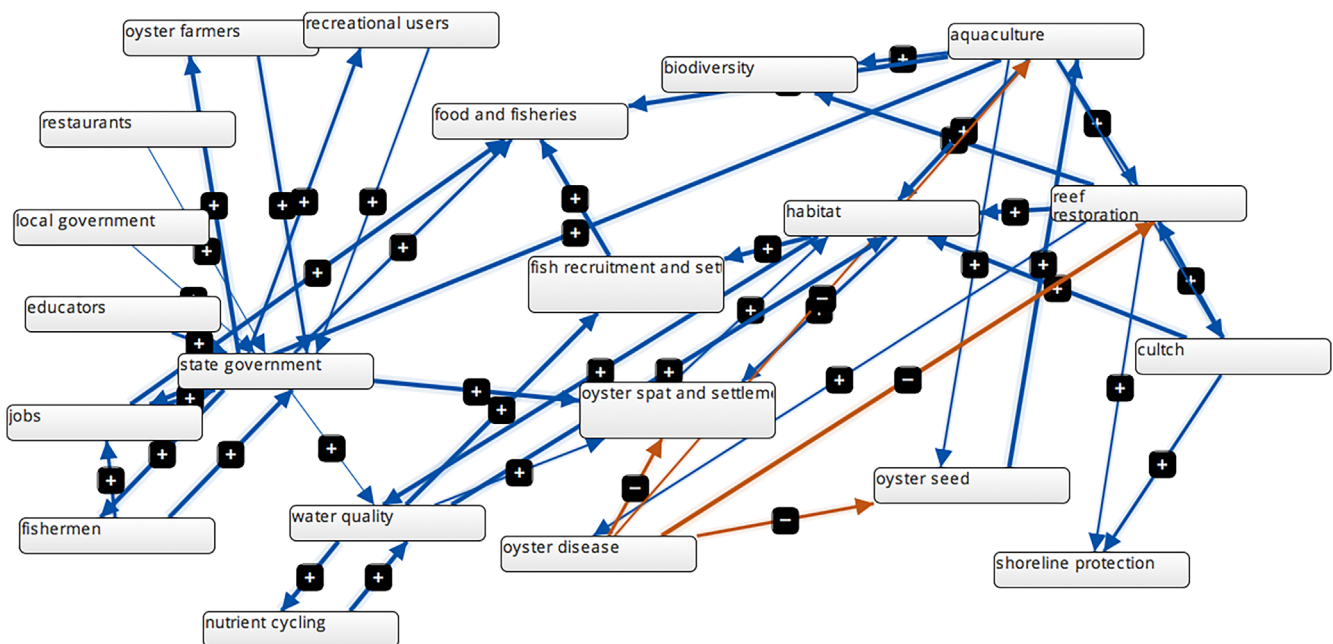 oyster farmers
recreational users
aquaculture
biodiversity
food and fisheries
restaurants
reef
restoration
habitat
local government
fish recruitment and set
educators
state government
cultch
oyster spat and settlem
jobs
oyster seed
water quality
fishermen
oyster disease
shoreline protection
nutrient cycling